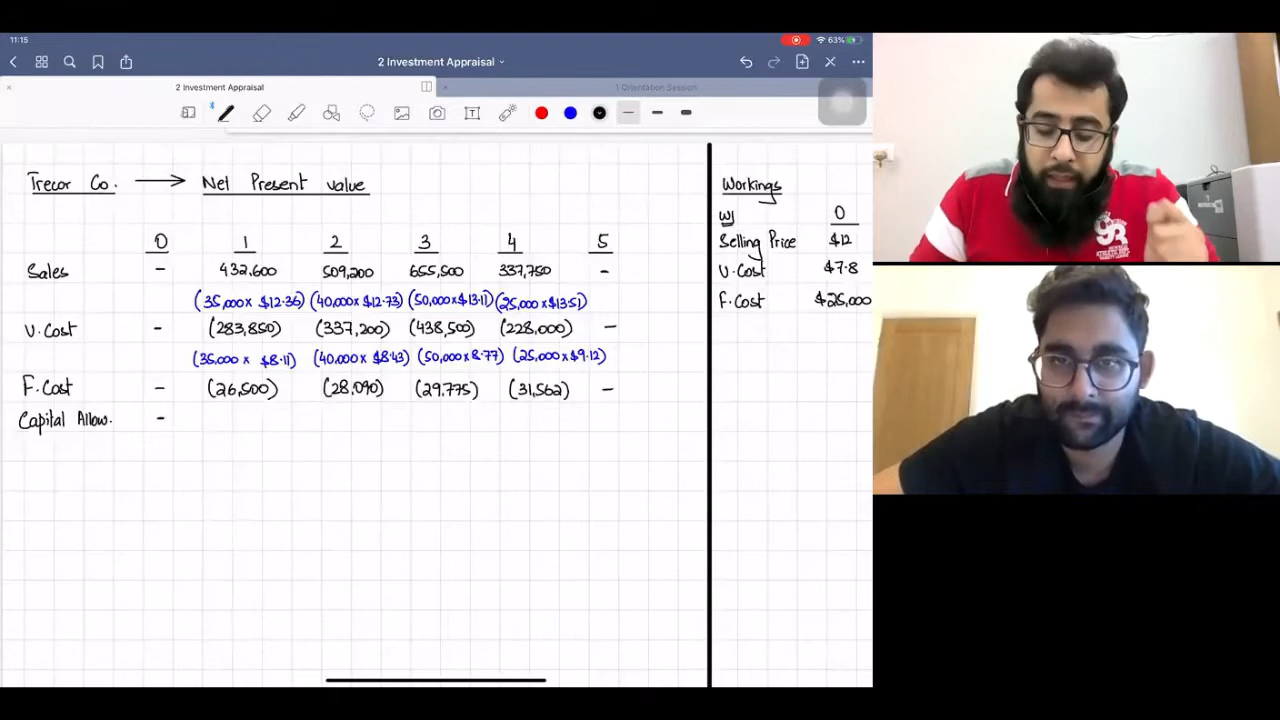 11:15
63%
2 Investment Appraisal
2 Investment Appraisal
1 Orientation Session
Trecor Co. → Net Present value
0 1 2 3 4 5
Sales - 432,600 509,200 655,500 337,750 -
(35,000 x $12.36) (40,000 x $12.73) (50,000 x $13.11) (25,000 x $13.51)
V.Cost - (283,850) (337,200) (438,500) (228,000) -
(35,000 x $8.11) (40,000 x $8.43) (50,000 x 8.77) (25,000 x $9.12)
F.Cost - (26,500) (28,090) (29,775) (31,562) -
Capital Allow. -
Workings
W1 0
Selling Price $12
V.Cost $7.8
F.Cost $25,000